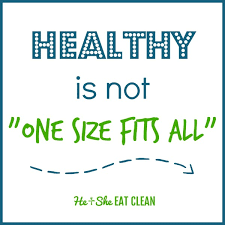 HEALTHY
is not
"ONE SIZE FITS ALL"
He + She EAT CLEAN